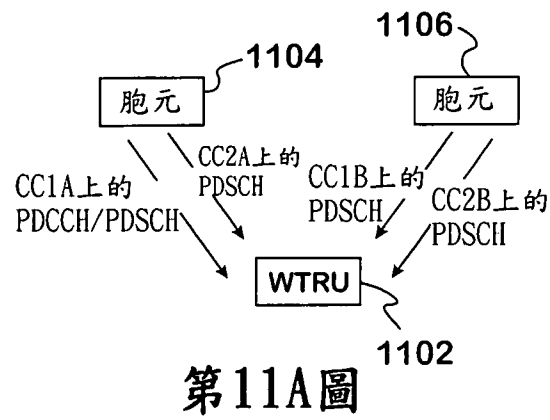 1104
1106
胞元
胞元
CC1A上的
PDCCH/PDSCH
CC2A上的
PDSCH
CC1B上的
PDSCH
CC2B上的
PDSCH
WTRU
1102
第11A圖